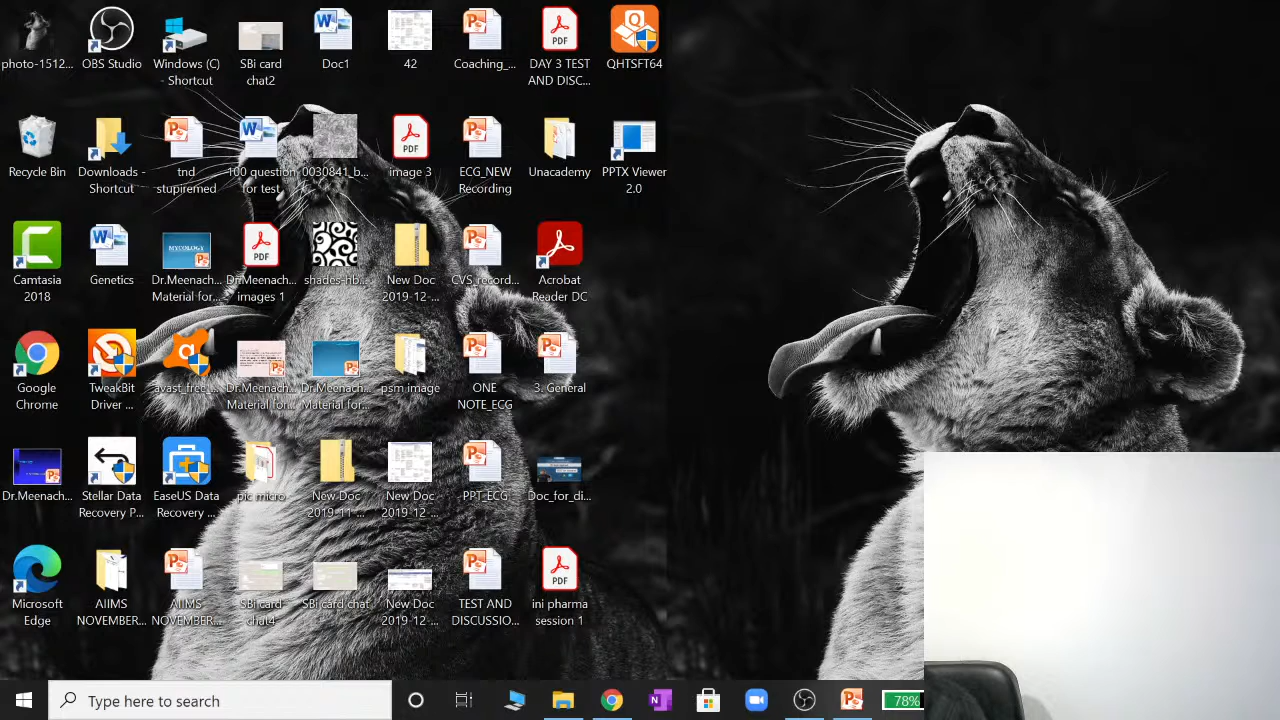 photo-1512...
OBS Studio
Windows (C)
- Shortcut
SBi card
chat2
Doc1
42
Coaching_...
DAY 3 TEST
AND DISC...
QHTSFT64
Recycle Bin
Downloads -
Shortcut
tnd
stupiremed
100 question
for test
0030841_b...
image 3
ECG_NEW
Recording
Unacademy
PPTX Viewer
2.0
Camtasia
2018
Genetics
MYCOLOGY
Dr.Meenach...
Material for...
Dr.Meenach...
images 1
shades-hb...
New Doc
2019-12-...
CVS_record...
Acrobat
Reader DC
Google
Chrome
TweakBit
Driver ...
avast_free_...
Dr.Meenach...
Material for...
Dr.Meenach...
Material for...
psm image
ONE
NOTE_ECG
3. General
Dr.Meenach...
Stellar Data
Recovery P...
EaseUS Data
Recovery ...
pic micro
New Doc
2019-11-...
New Doc
2019-12-...
PPT_ECG
Doc_for_di...
Microsoft
Edge
AIIMS
NOVEMBER...
AIIMS
NOVEMBER...
SBi card
chat4
SBi card chat
New Doc
2019-12-...
TEST AND
DISCUSSIO...
PDF
ini pharma
session 1
Type here to search
78%